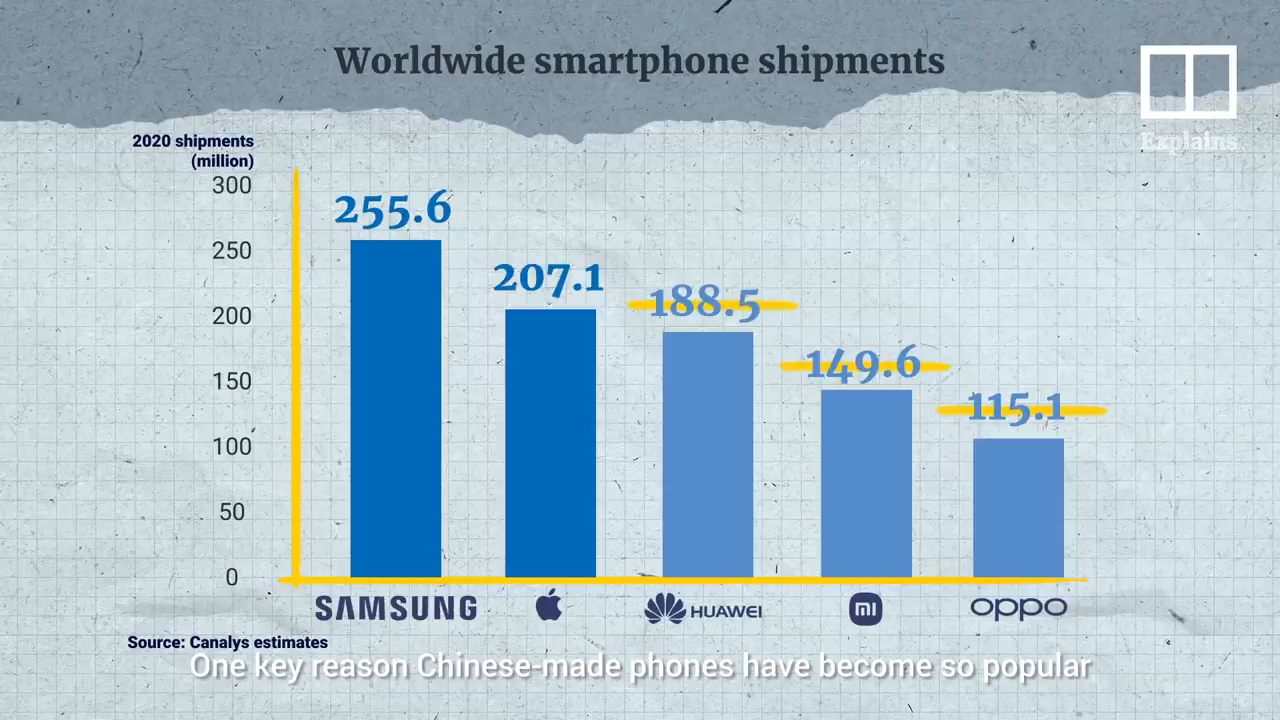 Worldwide smartphone shipments
Explains
2020 shipments
(million)
300
250
200
150
100
50
0
255.6
207.1
188.5
149.6
115.1
SAMSUNG
HUAWEI
mi
oppo
Source: Canalys estimates
One key reason Chinese-made phones have become so popular